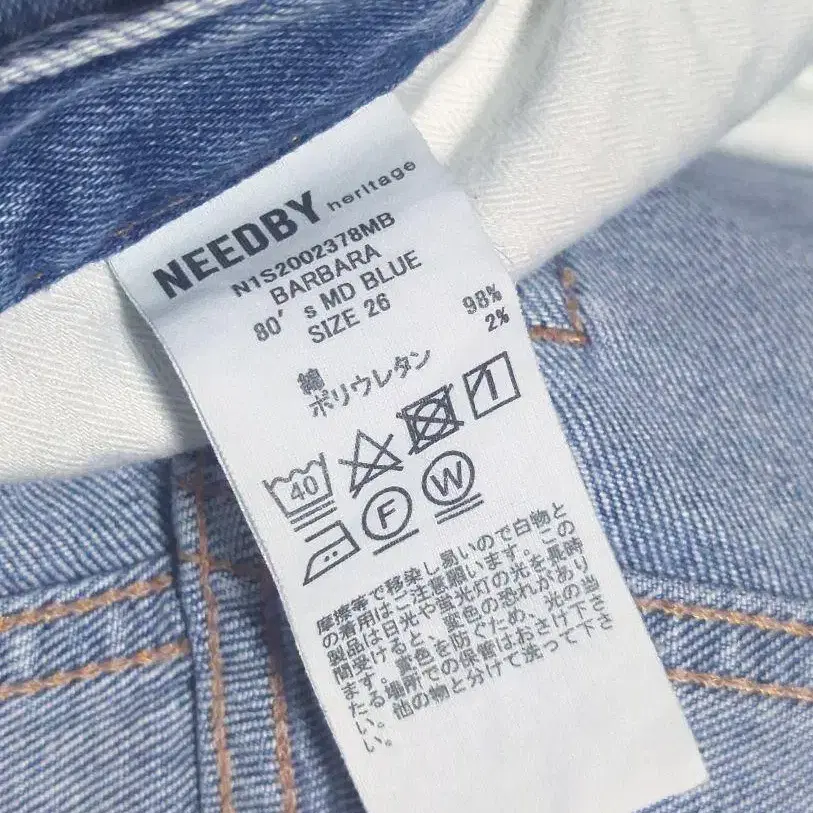 NEEDBY heritage
N1S2002378MB
BARBARA
80's MD BLUE
SIZE 26
綿 98%
ポリウレタン 2%
40
F W
摩擦等で移染し易いので白物と
の着用はご注意願います。この
製品は日光や蛍光灯の光を長時
間受けると、変色の恐れがあり
ます。変色を防ぐため、光の当
たる場所での保管はおさけ下さ
い。他の物と分けて洗って下さ
い。